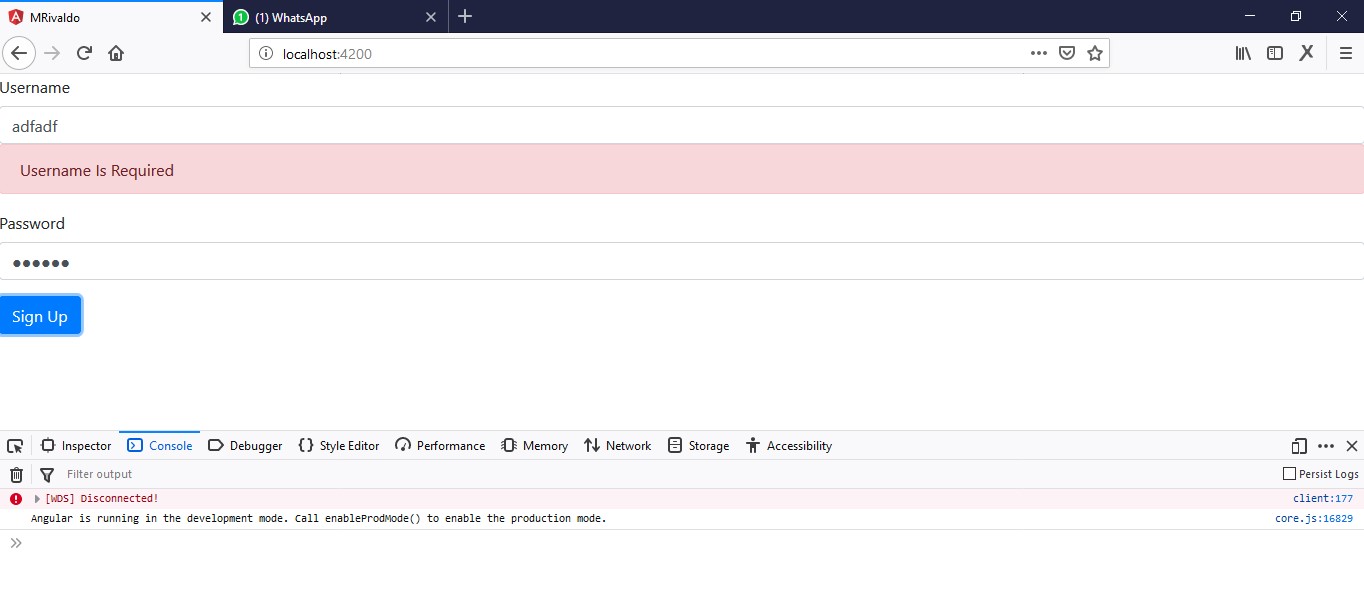 MRivaldo
1 (1) WhatsApp
localhost:4200
Username
adfadf
Username Is Required
Password
Sign Up
Inspector Console Debugger {} Style Editor Performance Memory Network Storage Accessibility
Filter output Persist Logs
[WDS] Disconnected! client:177
Angular is running in the development mode. Call enableProdMode() to enable the production mode. core.js:16829